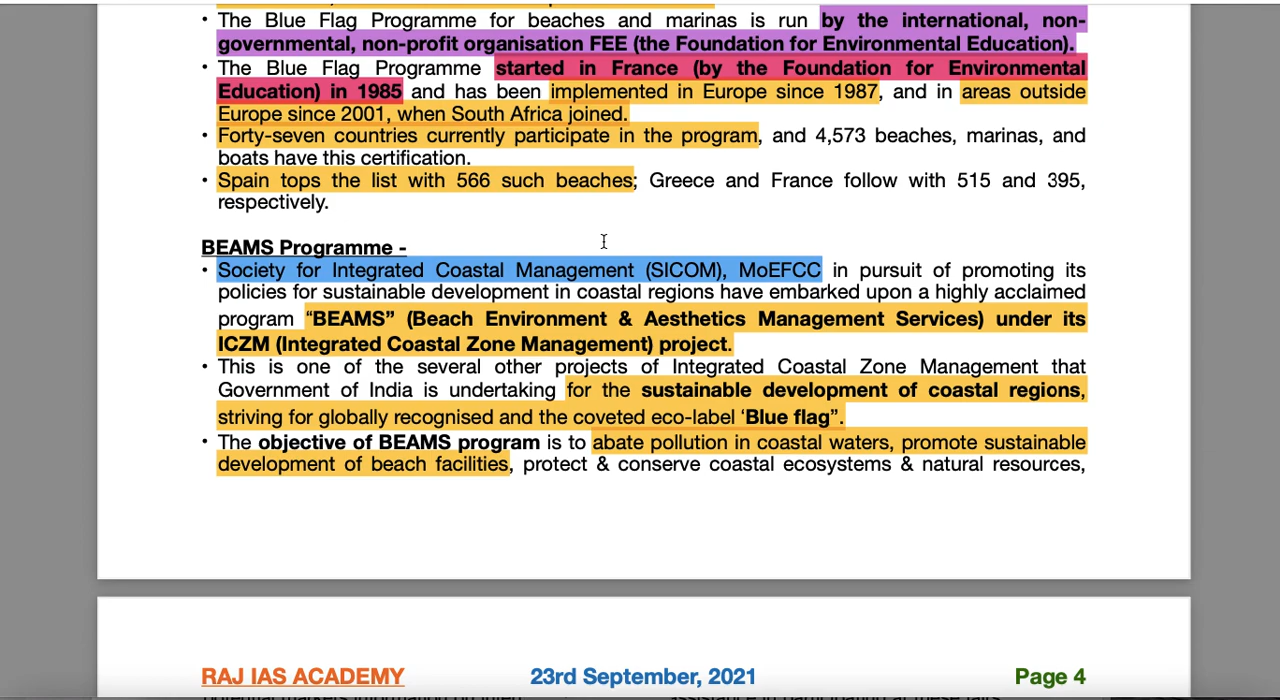 • The Blue Flag Programme for beaches and marinas is run by the international, non-
governmental, non-profit organisation FEE (the Foundation for Environmental Education).
• The Blue Flag Programme started in France (by the Foundation for Environmental
Education) in 1985 and has been implemented in Europe since 1987, and in areas outside
Europe since 2001, when South Africa joined.
• Forty-seven countries currently participate in the program, and 4,573 beaches, marinas, and
boats have this certification.
• Spain tops the list with 566 such beaches; Greece and France follow with 515 and 395,
respectively.
BEAMS Programme -
• Society for Integrated Coastal Management (SICOM), MoEFCC in pursuit of promoting its
policies for sustainable development in coastal regions have embarked upon a highly acclaimed
program “BEAMS” (Beach Environment & Aesthetics Management Services) under its
ICZM (Integrated Coastal Zone Management) project.
• This is one of the several other projects of Integrated Coastal Zone Management that
Government of India is undertaking for the sustainable development of coastal regions,
striving for globally recognised and the coveted eco-label ‘Blue flag”.
• The objective of BEAMS program is to abate pollution in coastal waters, promote sustainable
development of beach facilities, protect & conserve coastal ecosystems & natural resources,
RAJ IAS ACADEMY 23rd September, 2021 Page 4